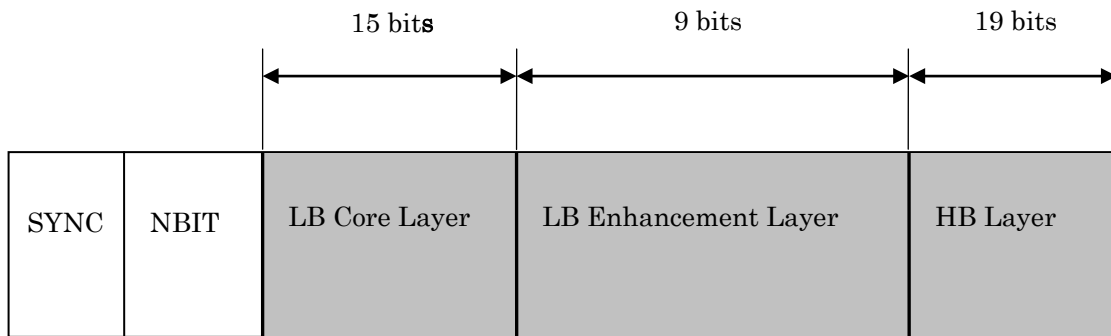 15 bits 9 bits 19 bits
SYNC NBIT LB Core Layer LB Enhancement Layer HB Layer